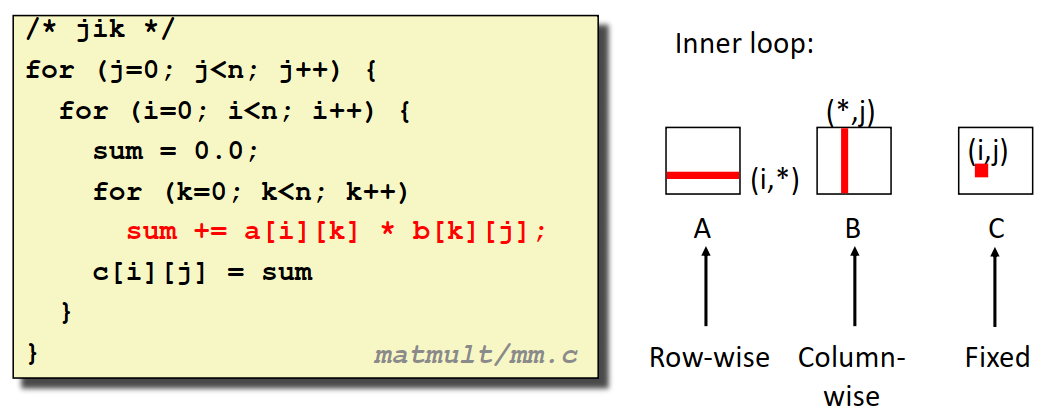 /* jik */
for (j=0; j<n; j++) {
  for (i=0; i<n; i++) {
    sum = 0.0;
    for (k=0; k<n; k++)
      sum += a[i][k] * b[k][j];
    c[i][j] = sum
  }
}
matmult/mm.c
Inner loop:
(*,j)
(i,j)
(i,*)
A
B
C
Row-wise
Column-
wise
Fixed